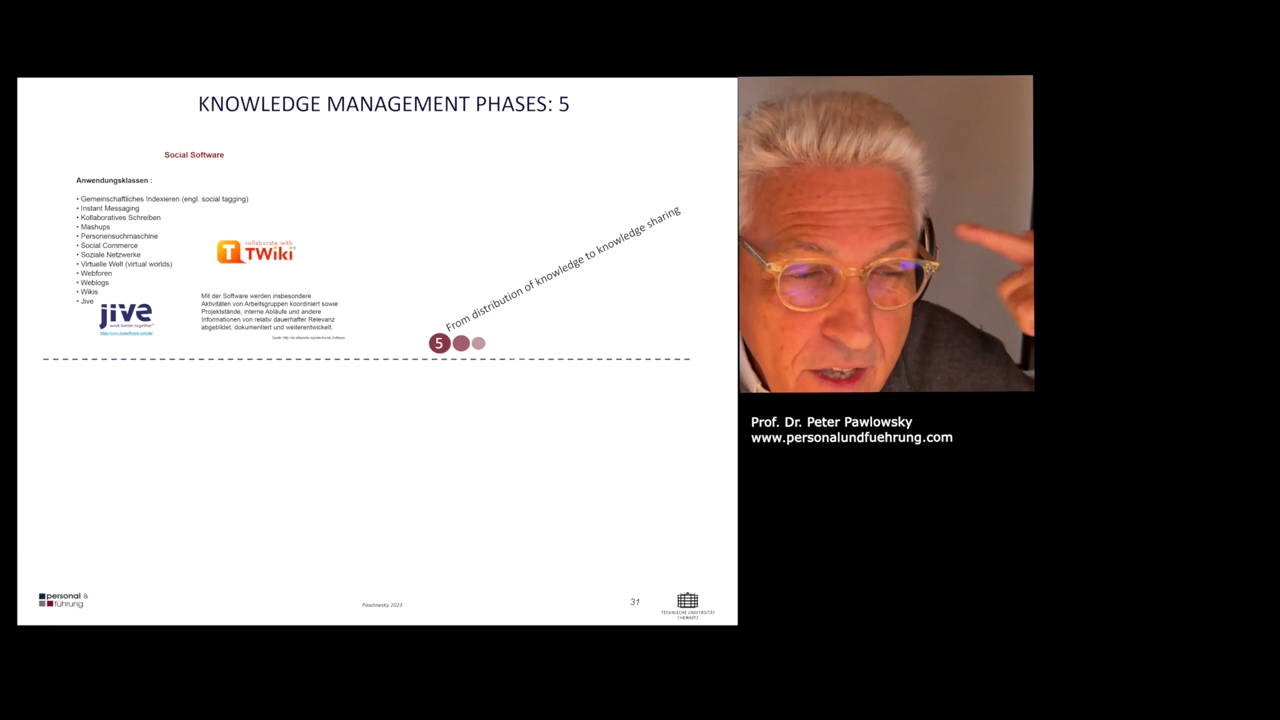 KNOWLEDGE MANAGEMENT PHASES: 5
Social Software
Anwendungsklassen :
• Gemeinschaftliches Indexieren (engl. social tagging)
• Instant Messaging
• Kollaboratives Schreiben
• Mashups
• Personensuchmaschine
• Social Commerce
• Soziale Netzwerke
• Virtuelle Welt (virtual worlds)
• Webforen
• Weblogs
• Wikis
• Jive
jive
work better together
T collaborate with
TWiki
Mit der Software werden insbesondere
Aktivitäten von Arbeitsgruppen koordiniert sowie
Projektstände, interne Abläufe und andere
Informationen von relativ dauerhafter Relevanz
abgebildet, dokumentiert und weiterentwickelt.
From distribution of knowledge to knowledge sharing
5
personal &
führung
Pawlowsky 2023
31
TECHNISCHE UNIVERSITÄT
CHEMNITZ
Prof. Dr. Peter Pawlowsky
www.personalundfuehrung.com